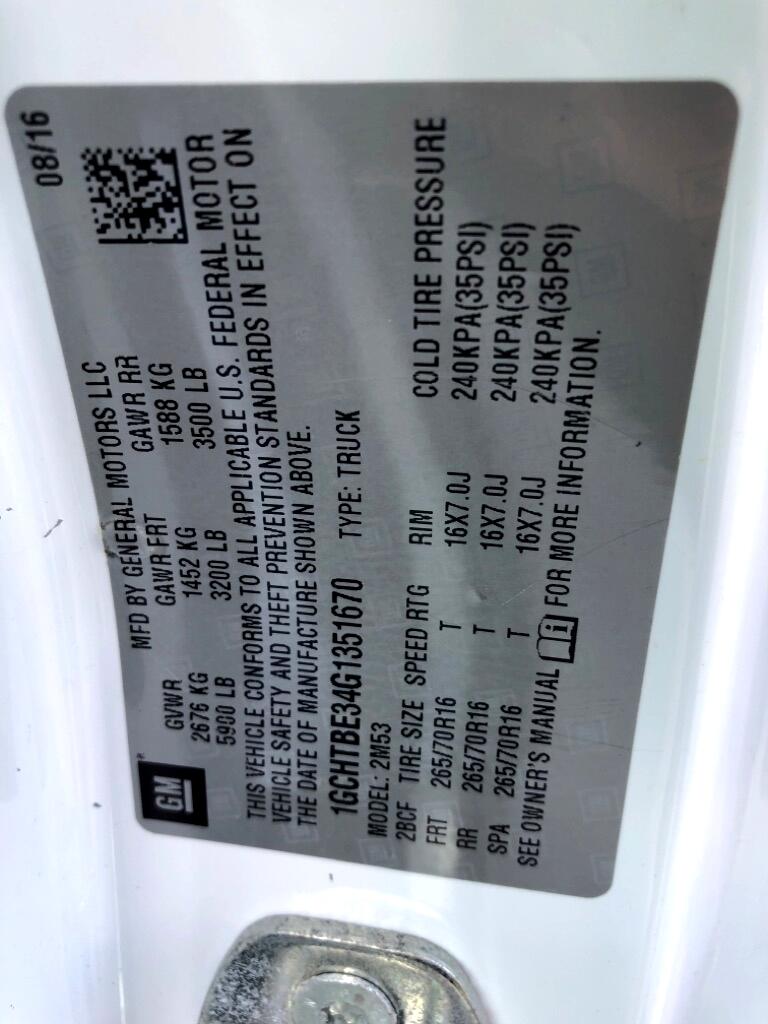 08/16
MFD BY GENERAL MOTORS LLC
GVWR GAWR FRT GAWR RR
2676 KG 1452 KG 1588 KG
5900 LB 3200 LB 3500 LB
GM
THIS VEHICLE CONFORMS TO ALL APPLICABLE U.S. FEDERAL MOTOR
VEHICLE SAFETY AND THEFT PREVENTION STANDARDS IN EFFECT ON
THE DATE OF MANUFACTURE SHOWN ABOVE.
1GCHTBE34G1351670 TYPE: TRUCK
MODEL: 2M53
2BCF TIRE SIZE SPEED RTG RIM COLD TIRE PRESSURE
FRT 265/70R16 T 16X7.0J 240KPA(35PSI)
RR 265/70R16 T 16X7.0J 240KPA(35PSI)
SPA 265/70R16 T 16X7.0J 240KPA(35PSI)
SEE OWNER'S MANUAL i FOR MORE INFORMATION.